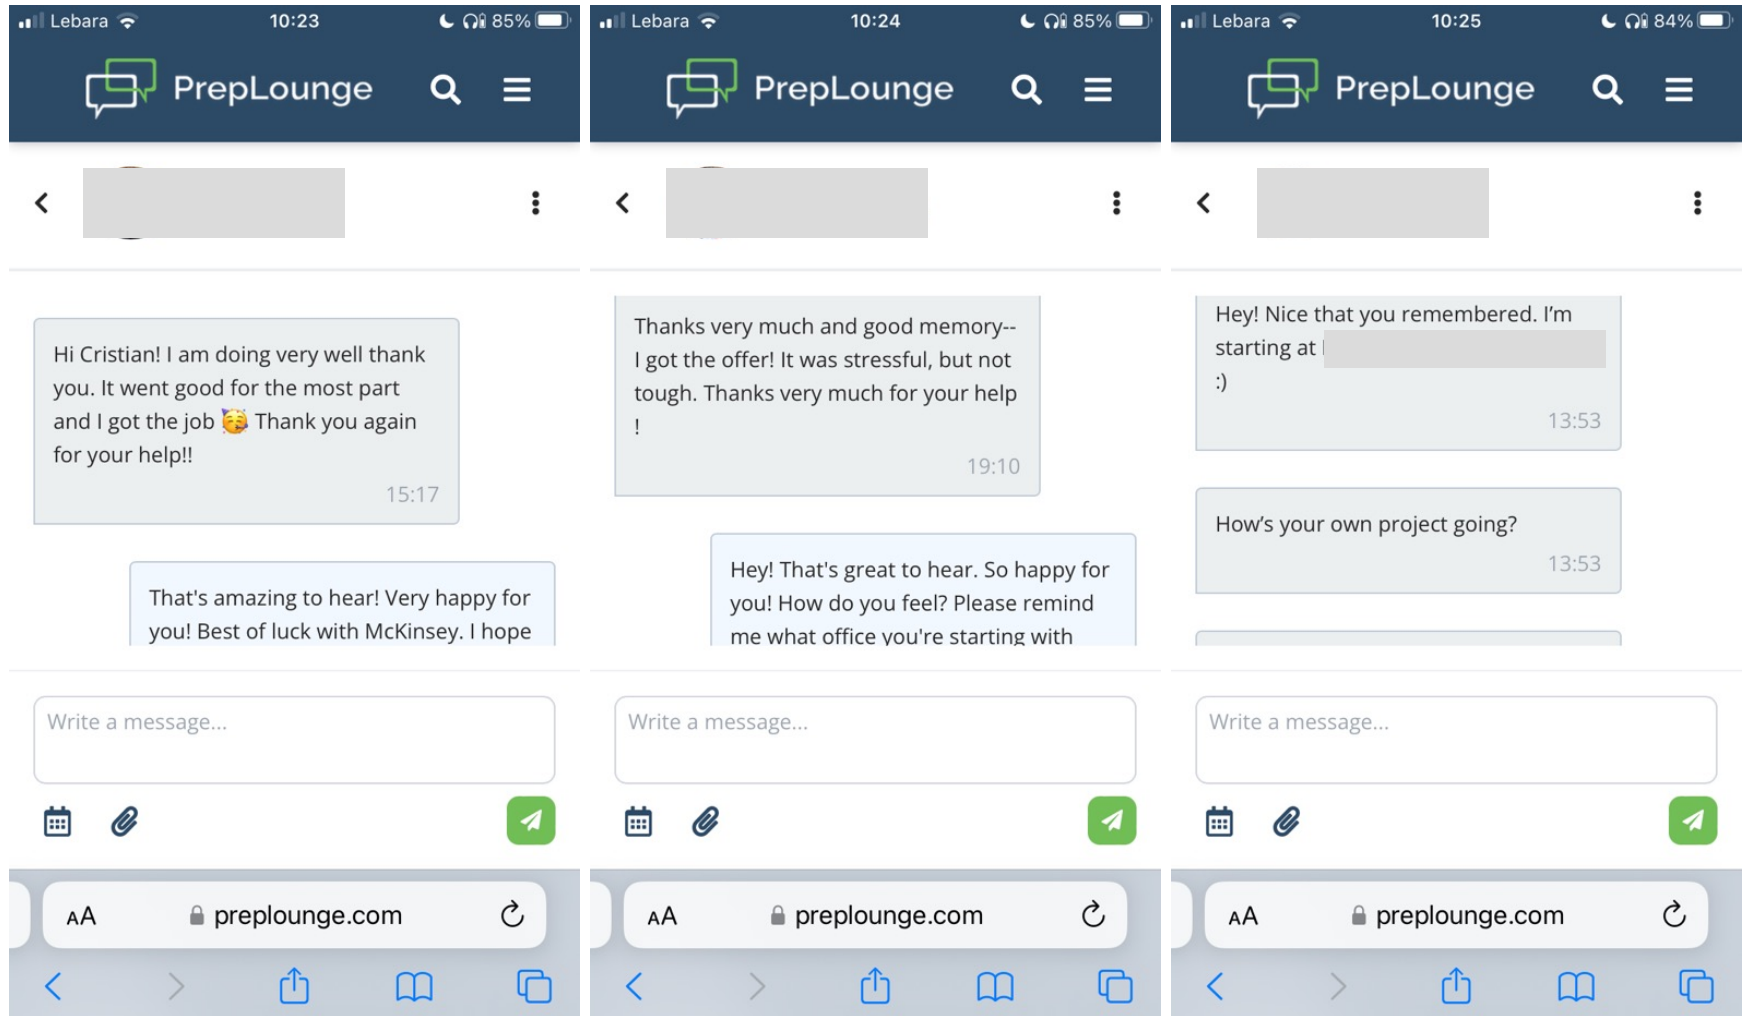 Lebara
10:23
85%
PrepLounge
Hi Cristian! I am doing very well thank
you. It went good for the most part
and I got the job 🥳 Thank you again
for your help!!
15:17
That's amazing to hear! Very happy for
you! Best of luck with McKinsey. I hope
Write a message...
AA
preplounge.com
Lebara
10:24
85%
PrepLounge
Thanks very much and good memory--
I got the offer! It was stressful, but not
tough. Thanks very much for your help
!
19:10
Hey! That's great to hear. So happy for
you! How do you feel? Please remind
me what office you're starting with
Write a message...
AA
preplounge.com
Lebara
10:25
84%
PrepLounge
Hey! Nice that you remembered. I’m
starting at
:)
13:53
How’s your own project going?
13:53
Write a message...
AA
preplounge.com